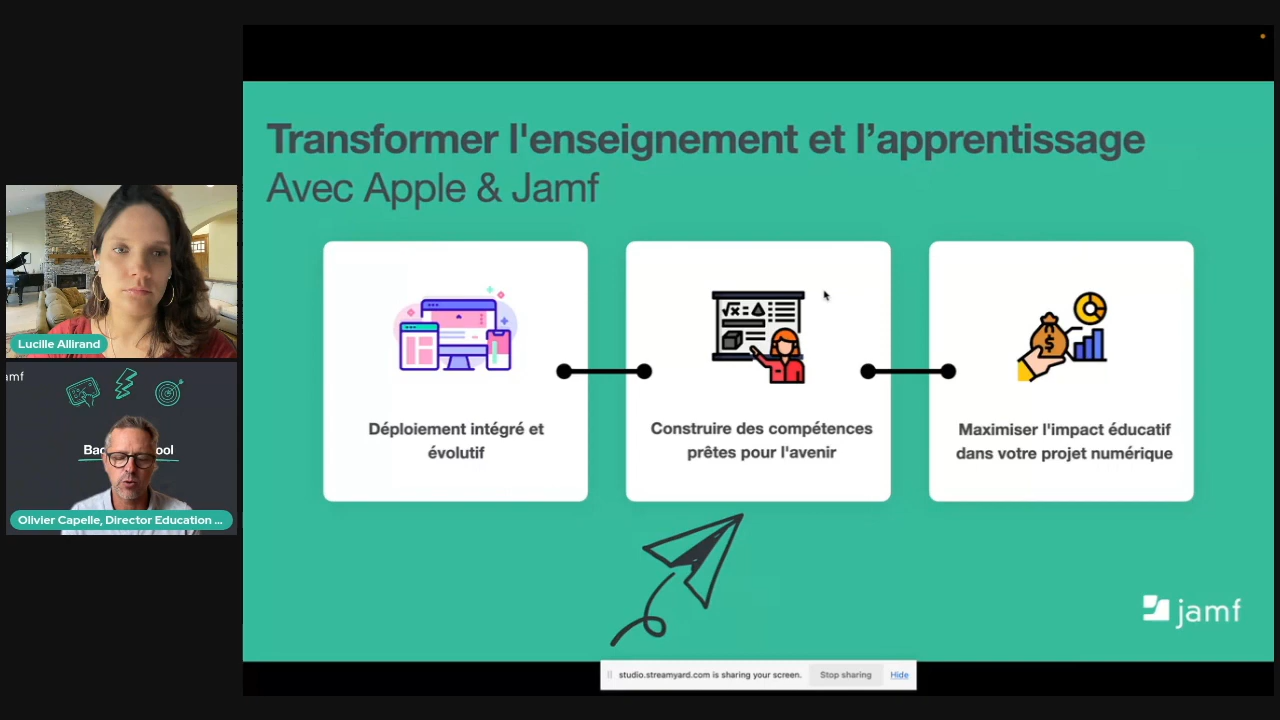 Transformer l'enseignement et l’apprentissage
Avec Apple & Jamf
Déploiement intégré et
évolutif
Construire des compétences
prêtes pour l'avenir
Maximiser l'impact éducatif
dans votre projet numérique
jamf
Lucille Allirand
amf
Olivier Capelle, Director Education ...
studio.streamyard.com is sharing your screen.
Stop sharing
Hide